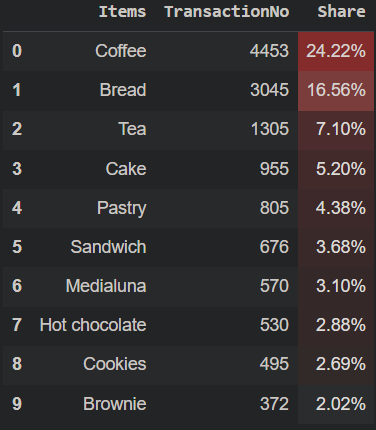 Items TransactionNo Share
0 Coffee 4453 24.22%
1 Bread 3045 16.56%
2 Tea 1305 7.10%
3 Cake 955 5.20%
4 Pastry 805 4.38%
5 Sandwich 676 3.68%
6 Medialuna 570 3.10%
7 Hot chocolate 530 2.88%
8 Cookies 495 2.69%
9 Brownie 372 2.02%